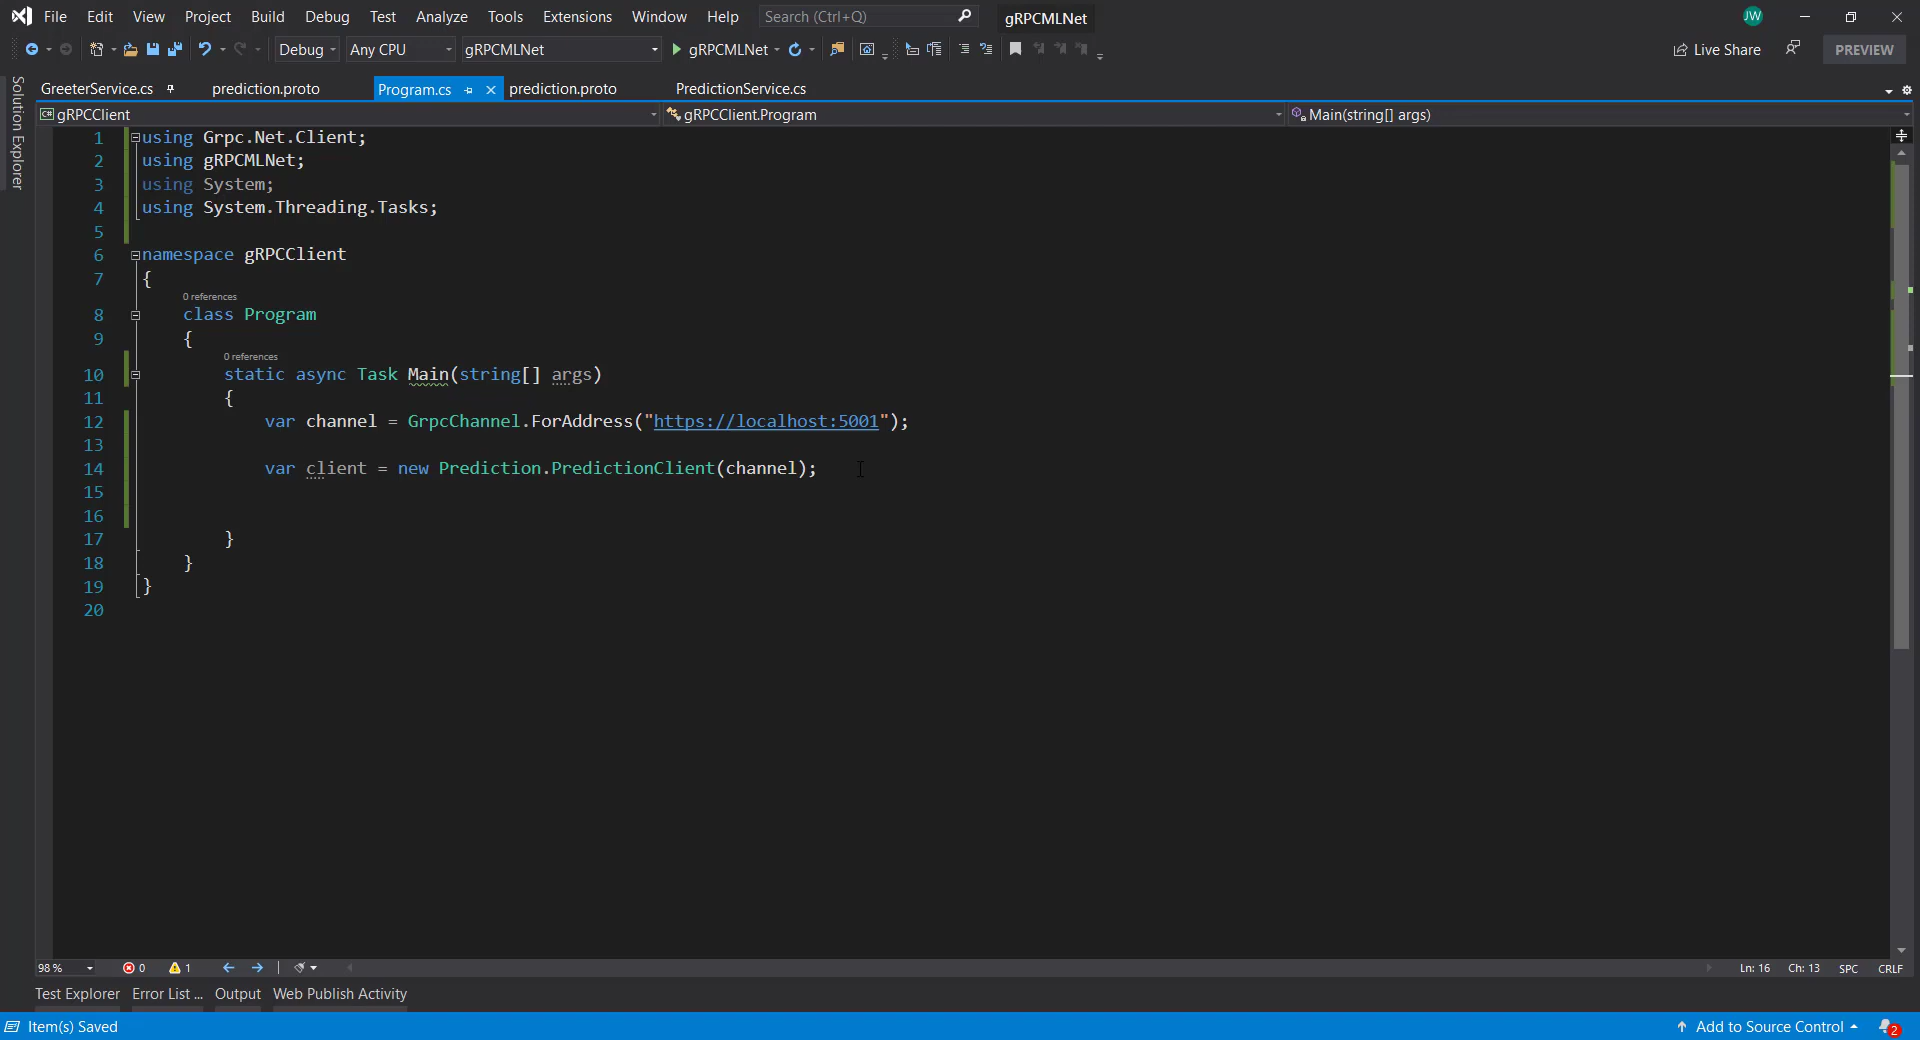 File Edit View Project Build Debug Test Analyze Tools Extensions Window Help Search (Ctrl+Q) gRPCMLNet JW
Debug Any CPU gRPCMLNet gRPCMLNet Live Share PREVIEW
Solution Explorer
GreeterService.cs prediction.proto Program.cs prediction.proto PredictionService.cs
C# gRPCClient gRPCClient.Program Main(string[] args)
1 using Grpc.Net.Client;
2 using gRPCMLNet;
3 using System;
4 using System.Threading.Tasks;
5
6 namespace gRPCClient
7 {
0 references
8 class Program
9 {
0 references
10 static async Task Main(string[] args)
11 {
12 var channel = GrpcChannel.ForAddress("https://localhost:5001");
13
14 var client = new Prediction.PredictionClient(channel);
15
16
17 }
18 }
19 }
20
98 % 0 1 Ln: 16 Ch: 13 SPC CRLF
Test Explorer Error List ... Output Web Publish Activity
Item(s) Saved Add to Source Control 2